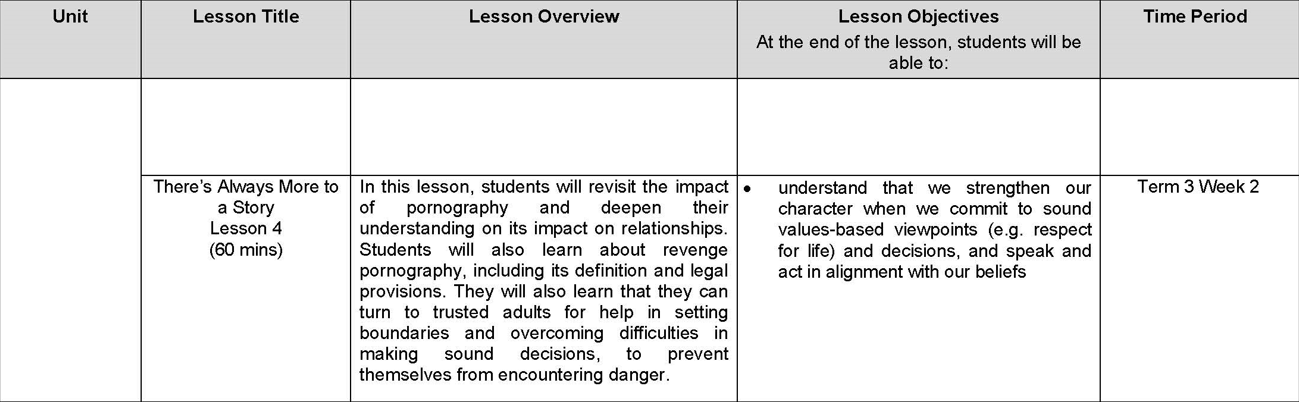 Unit
Lesson Title
Lesson Overview
Lesson Objectives
At the end of the lesson, students will be
able to:
Time Period
There’s Always More to
a Story
Lesson 4
(60 mins)
In this lesson, students will revisit the impact
of pornography and deepen their
understanding on its impact on relationships.
Students will also learn about revenge
pornography, including its definition and legal
provisions. They will also learn that they can
turn to trusted adults for help in setting
boundaries and overcoming difficulties in
making sound decisions, to prevent
themselves from encountering danger.
• understand that we strengthen our
character when we commit to sound
values-based viewpoints (e.g. respect
for life) and decisions, and speak and
act in alignment with our beliefs
Term 3 Week 2